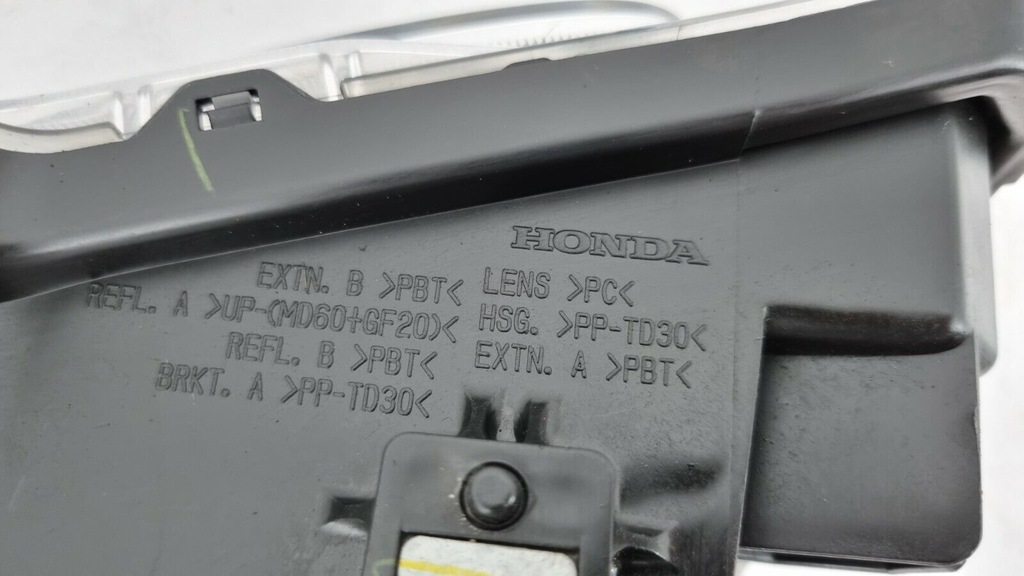 HONDA
EXTN. B >PBT< LENS >PC<
REFL. A >UP-(MD60+GF20)< HSG. >PP-TD30<
REFL. B >PBT< EXTN. A >PBT<
BRKT. A >PP-TD30<